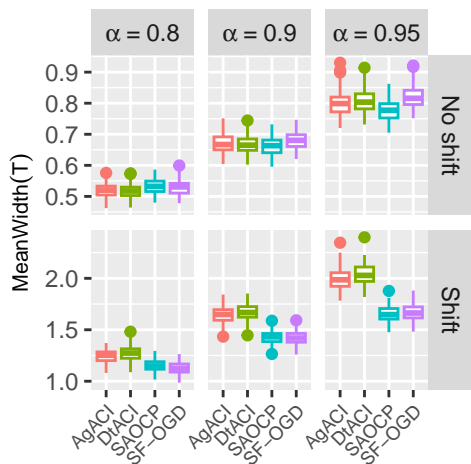 α = 0.8
α = 0.9
α = 0.95
MeanWidth(T)
0.9
0.8
0.7
0.6
0.5
No shift
2.0
1.5
1.0
Shift
AgACI
DtACI
SAOCP
SF−OGD
AgACI
DtACI
SAOCP
SF−OGD
AgACI
DtACI
SAOCP
SF−OGD